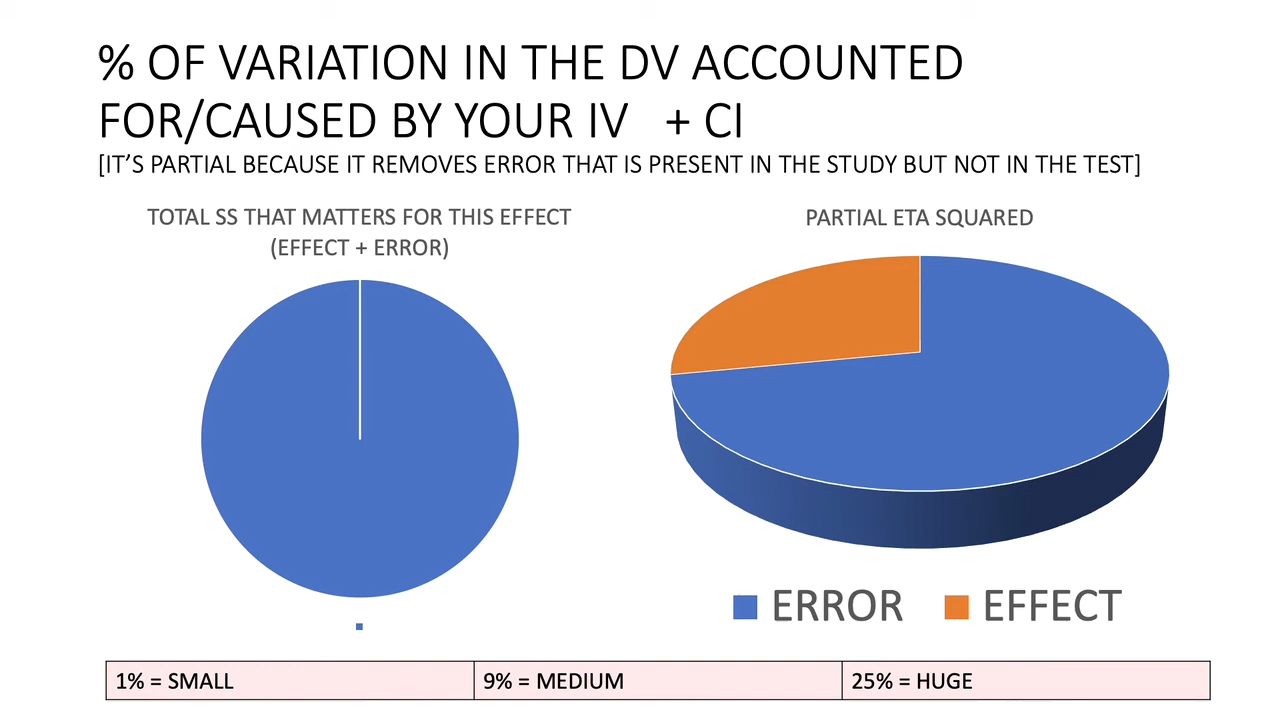 % OF VARIATION IN THE DV ACCOUNTED
FOR/CAUSED BY YOUR IV + CI
[IT’S PARTIAL BECAUSE IT REMOVES ERROR THAT IS PRESENT IN THE STUDY BUT NOT IN THE TEST]
TOTAL SS THAT MATTERS FOR THIS EFFECT
(EFFECT + ERROR)
PARTIAL ETA SQUARED
ERROR EFFECT
1% = SMALL 9% = MEDIUM 25% = HUGE